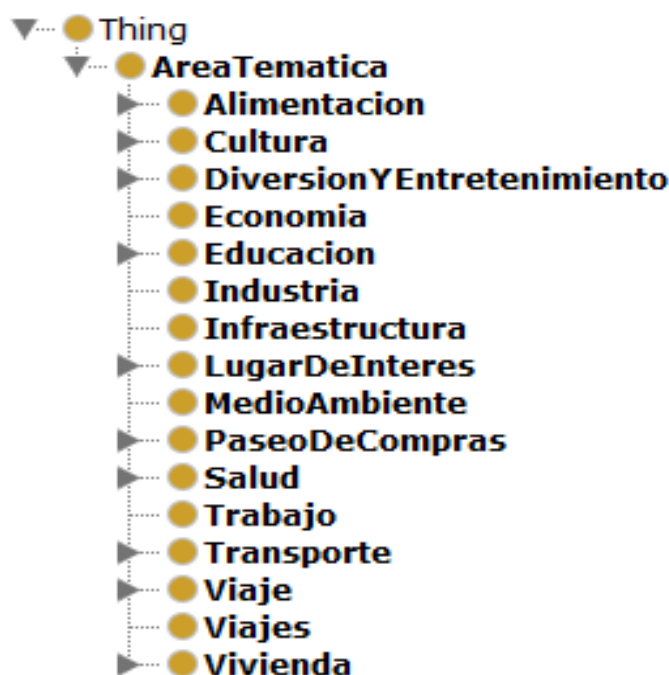 Thing
AreaTematica
Alimentacion
Cultura
DiversionYEntretenimiento
Economia
Educacion
Industria
Infraestructura
LugarDeInteres
MedioAmbiente
PaseoDeCompras
Salud
Trabajo
Transporte
Viaje
Viajes
Vivienda